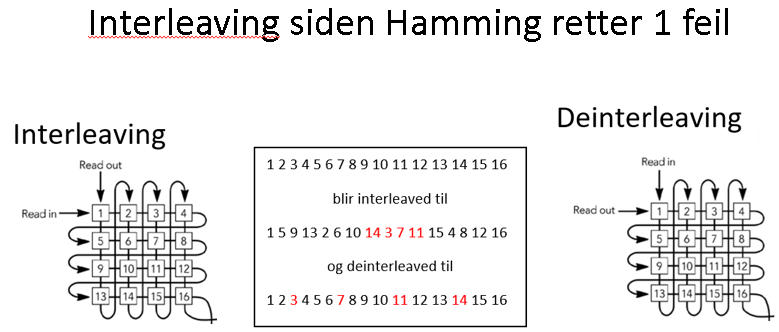 Interleaving siden Hamming retter 1 feil
Interleaving
Read out
Read in
1 2 3 4
5 6 7 8
9 10 11 12
13 14 15 16
1 2 3 4 5 6 7 8 9 10 11 12 13 14 15 16
blir interleaved til
1 5 9 13 2 6 10 14 3 7 11 15 4 8 12 16
og deinterleaved til
1 2 3 4 5 6 7 8 9 10 11 12 13 14 15 16
Deinterleaving
Read in
Read out
1 2 3 4
5 6 7 8
9 10 11 12
13 14 15 16